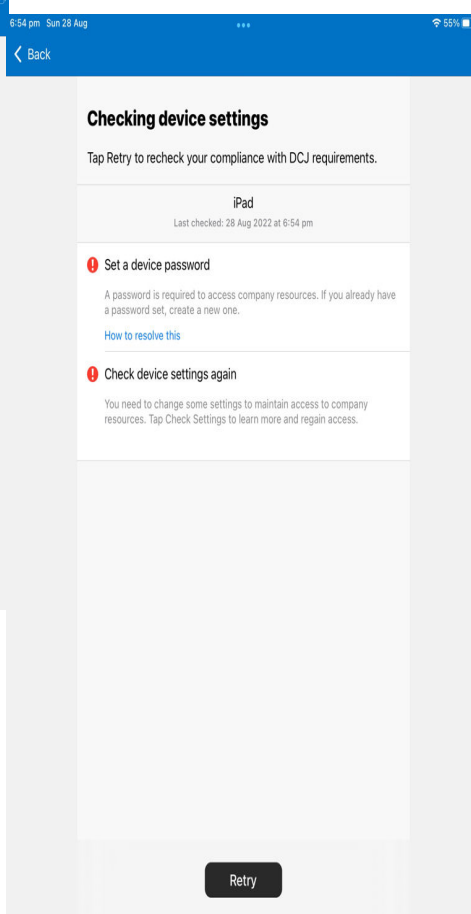 6:54 pm Sun 28 Aug
55%
Back
Checking device settings
Tap Retry to recheck your compliance with DCJ requirements.
iPad
Last checked: 28 Aug 2022 at 6:54 pm
Set a device password
A password is required to access company resources. If you already have
a password set, create a new one.
How to resolve this
Check device settings again
You need to change some settings to maintain access to company
resources. Tap Check Settings to learn more and regain access.
Retry